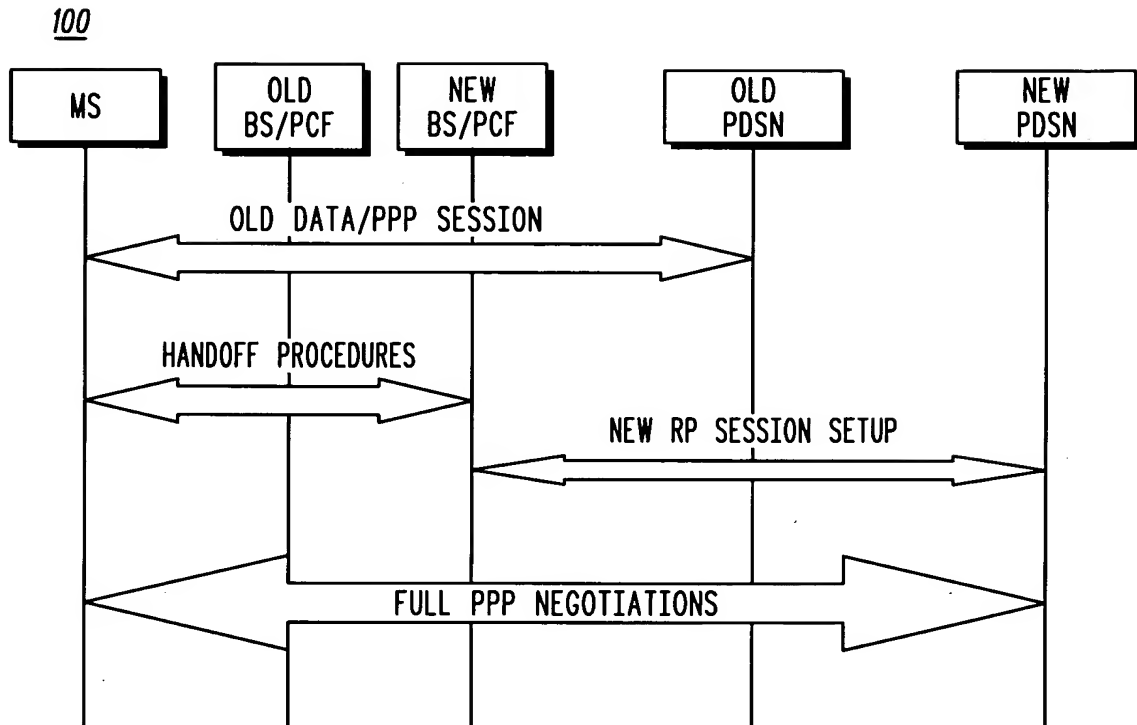 100
MS
OLD
BS/PCF
NEW
BS/PCF
OLD
PDSN
NEW
PDSN
OLD DATA/PPP SESSION
HANDOFF PROCEDURES
NEW RP SESSION SETUP
FULL PPP NEGOTIATIONS